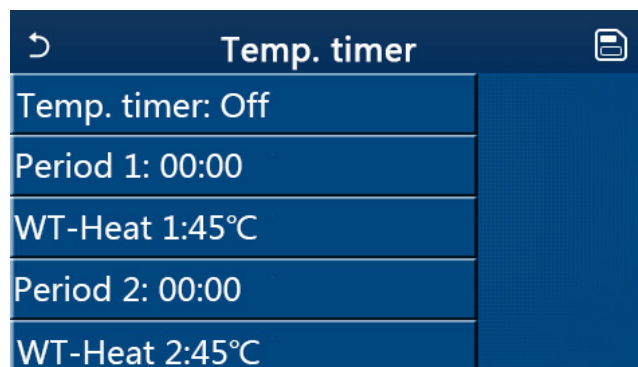 Temp. timer
Temp. timer: Off
Period 1: 00:00
WT-Heat 1:45℃
Period 2: 00:00
WT-Heat 2:45℃